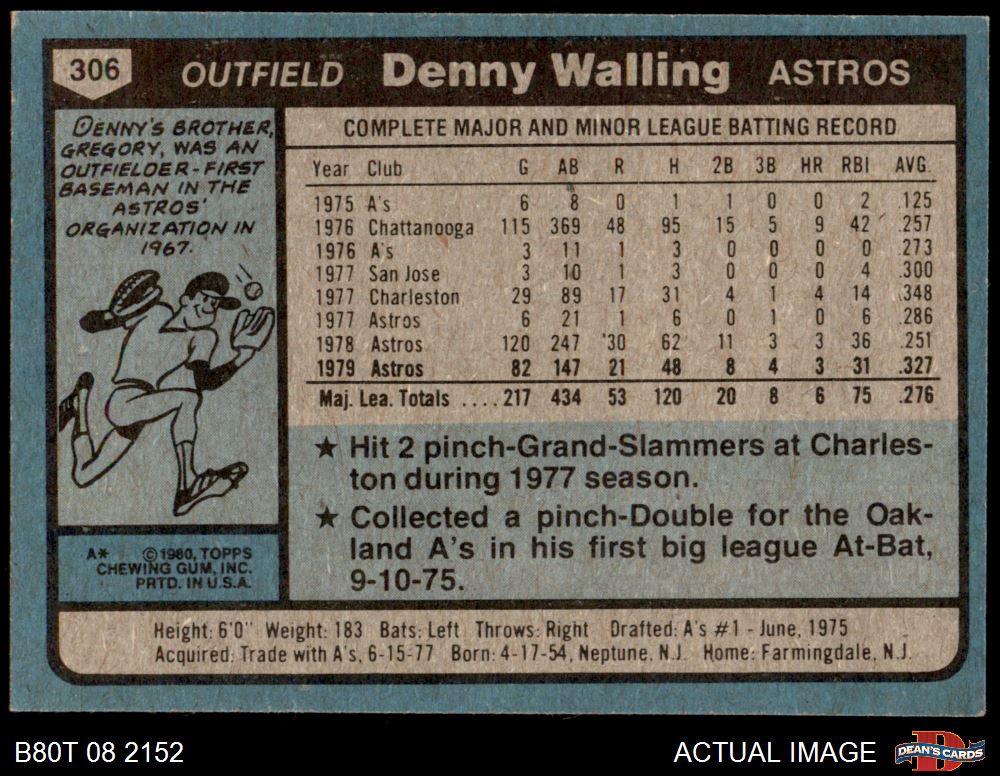 306 OUTFIELD Denny Walling ASTROS
DENNY'S BROTHER,
GREGORY, WAS AN
OUTFIELDER-FIRST
BASEMAN IN THE
ASTROS'
ORGANIZATION IN
1967.
A* ©1980, TOPPS
CHEWING GUM, INC.
PRTD. IN U.S.A.
COMPLETE MAJOR AND MINOR LEAGUE BATTING RECORD
Year Club G AB R H 2B 3B HR RBI AVG.
1975 A's 6 8 0 1 1 0 0 2 .125
1976 Chattanooga 115 369 48 95 15 5 9 42 .257
1976 A's 3 11 1 3 0 0 0 0 .273
1977 San Jose 3 10 1 3 0 0 0 4 .300
1977 Charleston 29 89 17 31 4 1 4 14 .348
1977 Astros 6 21 1 6 0 1 0 6 .286
1978 Astros 120 247 30 62 11 3 3 36 .251
1979 Astros 82 147 21 48 8 4 3 31 .327
Maj. Lea. Totals ....217 434 53 120 20 8 6 75 .276
★ Hit 2 pinch-Grand-Slammers at Charles-
ton during 1977 season.
★ Collected a pinch-Double for the Oak-
land A's in his first big league At-Bat,
9-10-75.
Height: 6'0" Weight: 183 Bats: Left Throws: Right Drafted: A's #1 - June, 1975
Acquired: Trade with A's, 6-15-77 Born: 4-17-54, Neptune, N.J. Home: Farmingdale, N.J.
B80T 08 2152 ACTUAL IMAGE DEAN'S CARDS